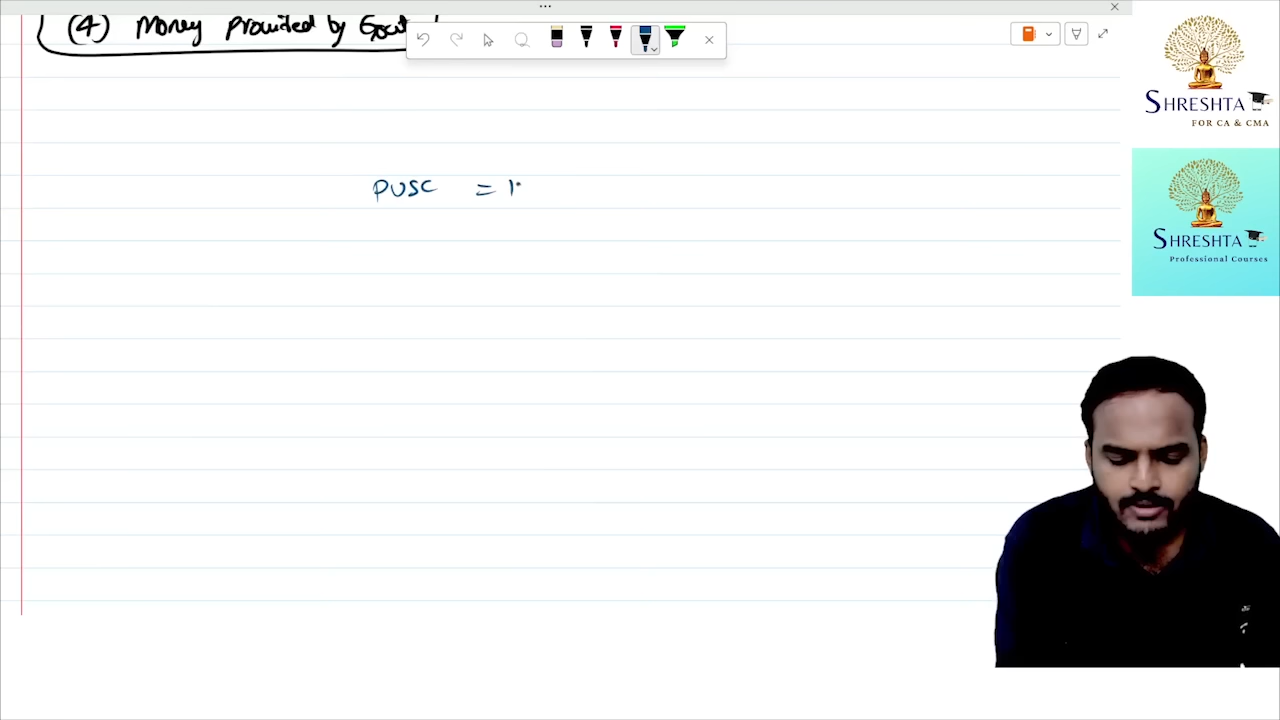 (4) Money Provided by Govt
PUSC = 1
SHRESHTA
FOR CA & CMA
SHRESHTA
Professional Courses